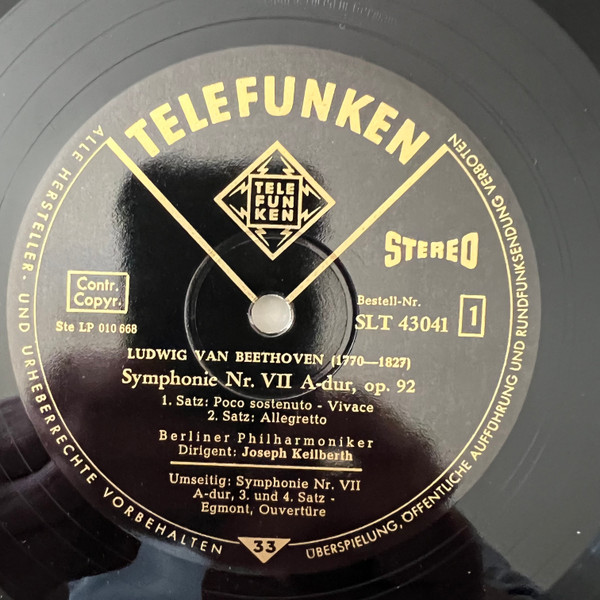 TELEFUNKEN
TELE
FUN
KEN
STEREO
Contr.
Copyr.
Ste LP 010 668
Bestell-Nr.
SLT 43041
1
LUDWIG VAN BEETHOVEN (1770—1827)
Symphonie Nr. VII A-dur, op. 92
1. Satz: Poco sostenuto - Vivace
2. Satz: Allegretto
Berliner Philharmoniker
Dirigent: Joseph Keilberth
Umseitig: Symphonie Nr. VII
A-dur, 3. und 4. Satz -
Egmont, Ouvertüre
33
ALLE HERSTELLER- UND URHEBERRECHTE VORBEHALTEN
ÜBERSPIELUNG, ÖFFENTLICHE AUFFÜHRUNG UND RUNDFUNKSENDUNG VERBOTEN